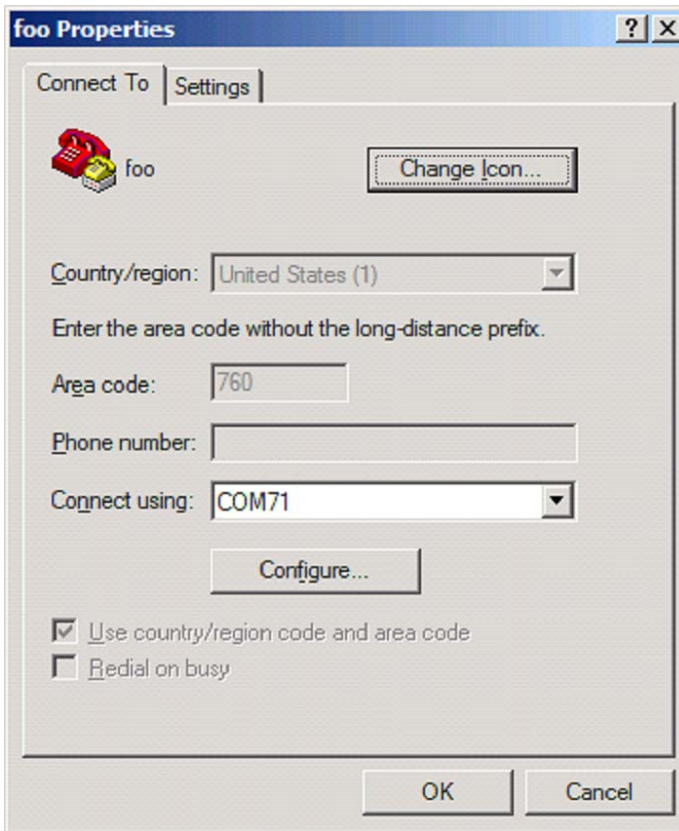 foo Properties
Connect To Settings
foo Change Icon...
Country/region: United States (1)
Enter the area code without the long-distance prefix.
Area code: 760
Phone number:
Connect using: COM71
Configure...
Use country/region code and area code
Redial on busy
OK Cancel